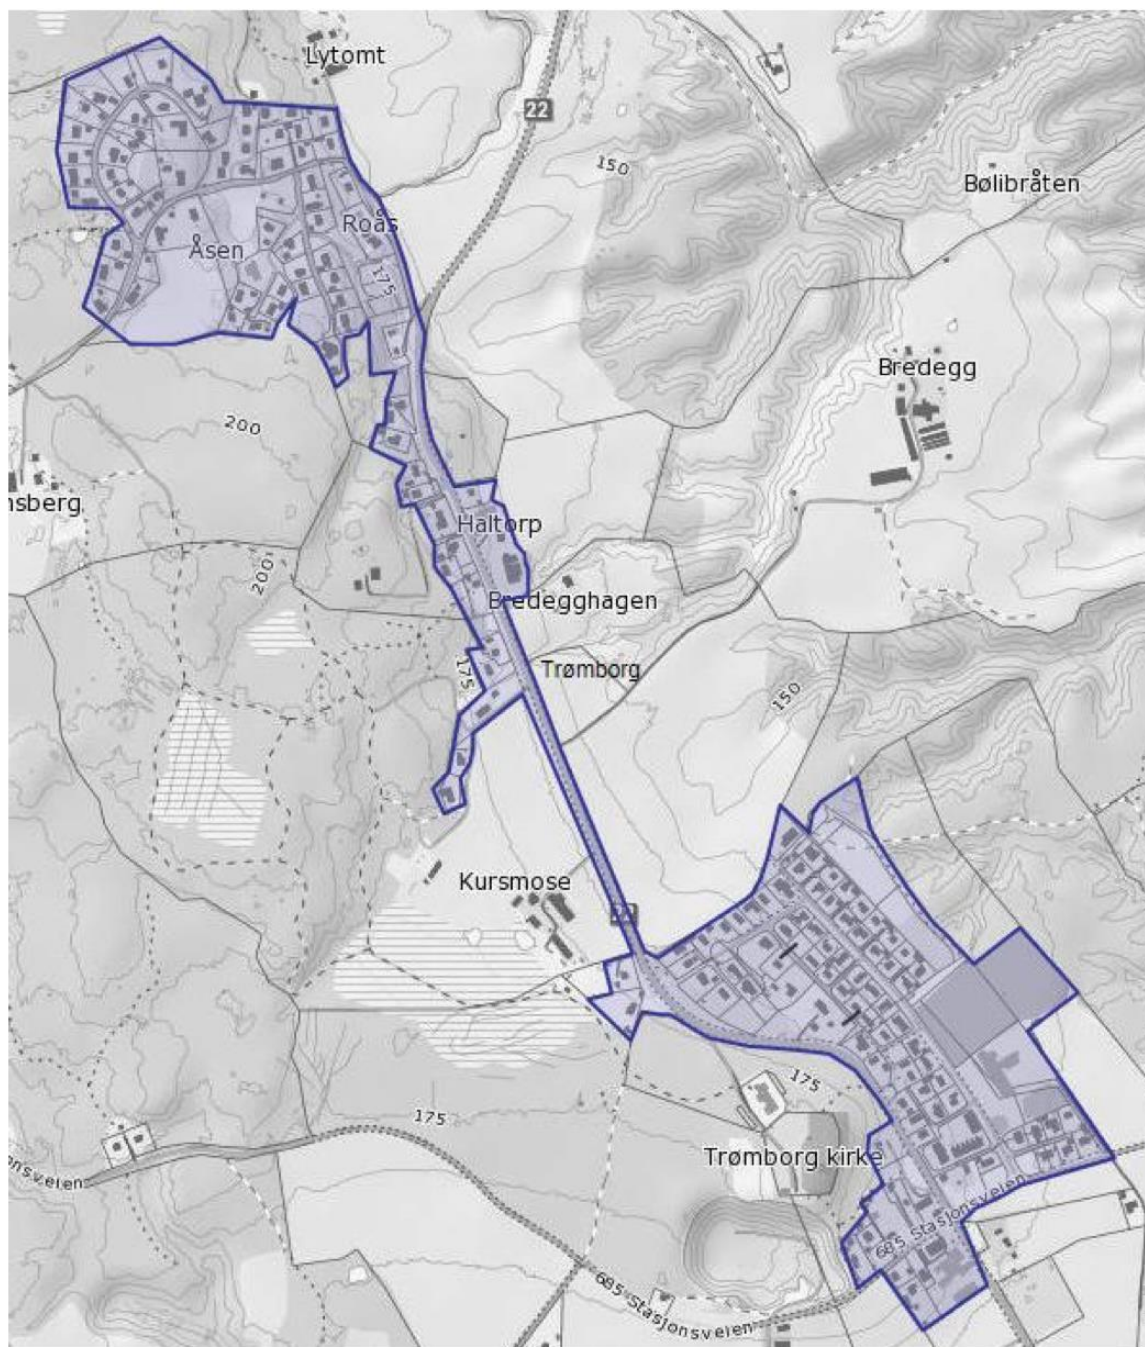 Lytomt
22
150
Bølibråten
Roås
Åsen
175
Bredegg
200
nsberg
Haltorp
200
Bredegghagen
Trømborg
175
150
Kursmose
22
175
175
Trømborg kirke
onsveien
685 Stasjonsveien
685 Stasjonsveien